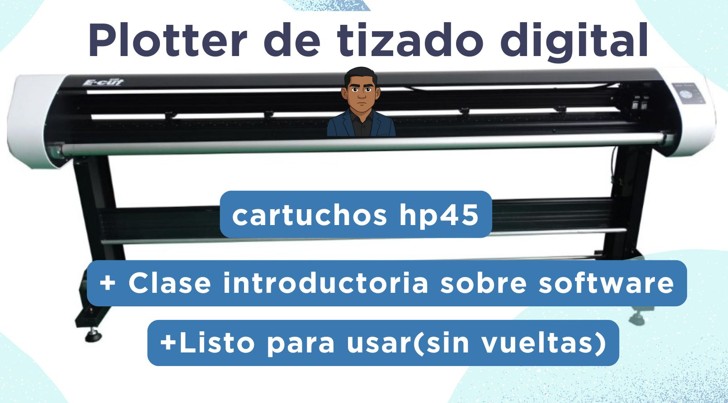 Plotter de tizado digital
E-cut
cartuchos hp45
+ Clase introductoria sobre software
+Listo para usar(sin vueltas)